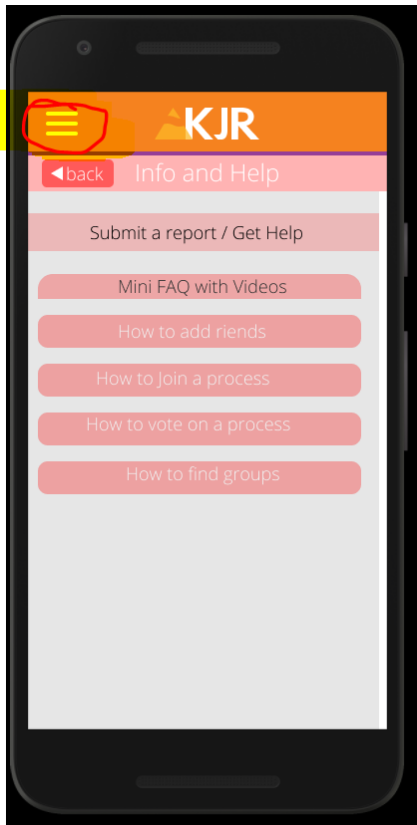 KJR
back Info and Help
Submit a report / Get Help
Mini FAQ with Videos
How to add riends
How to Join a process
How to vote on a process
How to find groups